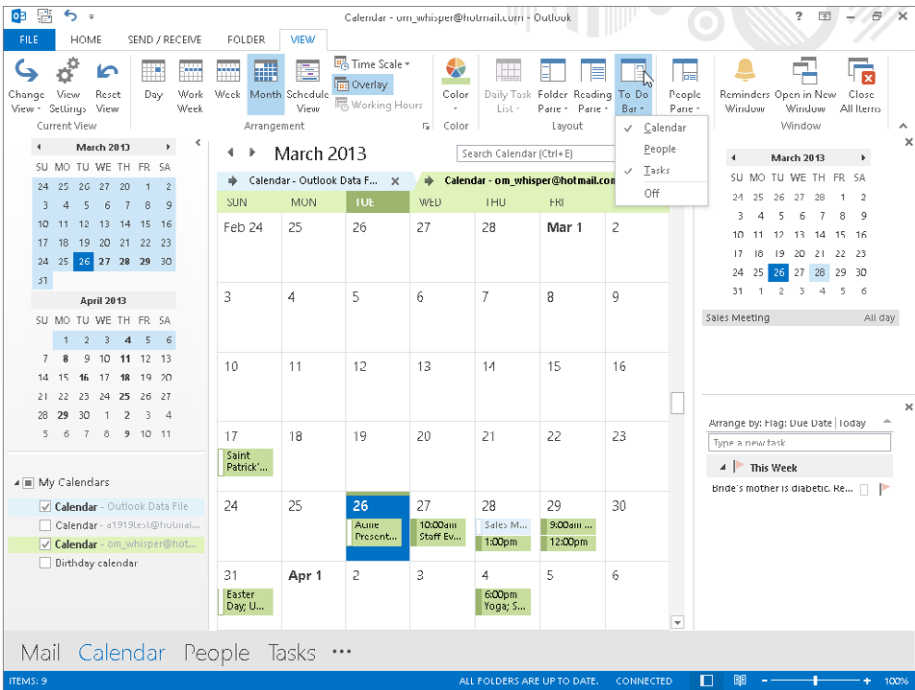 Calendar - om_whisper@hotmail.com - Outlook
FILE HOME SEND / RECEIVE FOLDER VIEW
Change View Settings Reset View Day Work Week Week Month Schedule View Time Scale Overlay Working Hours Color Daily Task List Folder Pane Reading Pane To Do Bar People Pane Reminders Window Open in New Window Close All Items
Current View Arrangement Color Layout Window
Calendar
People
Tasks
Off
March 2013
SU MO TU WE TH FR SA
24 25 26 27 28 1 2
3 4 5 6 7 8 9
10 11 12 13 14 15 16
17 18 19 20 21 22 23
24 25 26 27 28 29 30
31
April 2013
SU MO TU WE TH FR SA
1 2 3 4 5 6
7 8 9 10 11 12 13
14 15 16 17 18 19 20
21 22 23 24 25 26 27
28 29 30 1 2 3 4
5 6 7 8 9 10 11
My Calendars
Calendar - Outlook Data File
Calendar - a1919test@hotmai...
Calendar - om_whisper@hot...
Birthday calendar
March 2013 Search Calendar (Ctrl+E)
Calendar - Outlook Data F... X Calendar - om_whisper@hotmail.com
SUN MON TUE WED THU FRI
Feb 24 25 26 27 28 Mar 1 2
3 4 5 6 7 8 9
10 11 12 13 14 15 16
17 18 19 20 21 22 23
Saint
Patrick'...
24 25 26 27 28 29 30
Acme 10:00am Sales M... 9:00am ...
Present... Staff Ev... 1:00pm 12:00pm
31 Apr 1 2 3 4 5 6
Easter 6:00pm
Day; U... Yoga; S...
March 2013
SU MO TU WE TH FR SA
24 25 26 27 28 1 2
3 4 5 6 7 8 9
10 11 12 13 14 15 16
17 18 19 20 21 22 23
24 25 26 27 28 29 30
31 1 2 3 4 5 6
Sales Meeting All day
Arrange by: Flag: Due Date Today
Type a new task
This Week
Bride's mother is diabetic. Re...
Mail Calendar People Tasks ...
ITEMS: 9 ALL FOLDERS ARE UP TO DATE. CONNECTED 100%